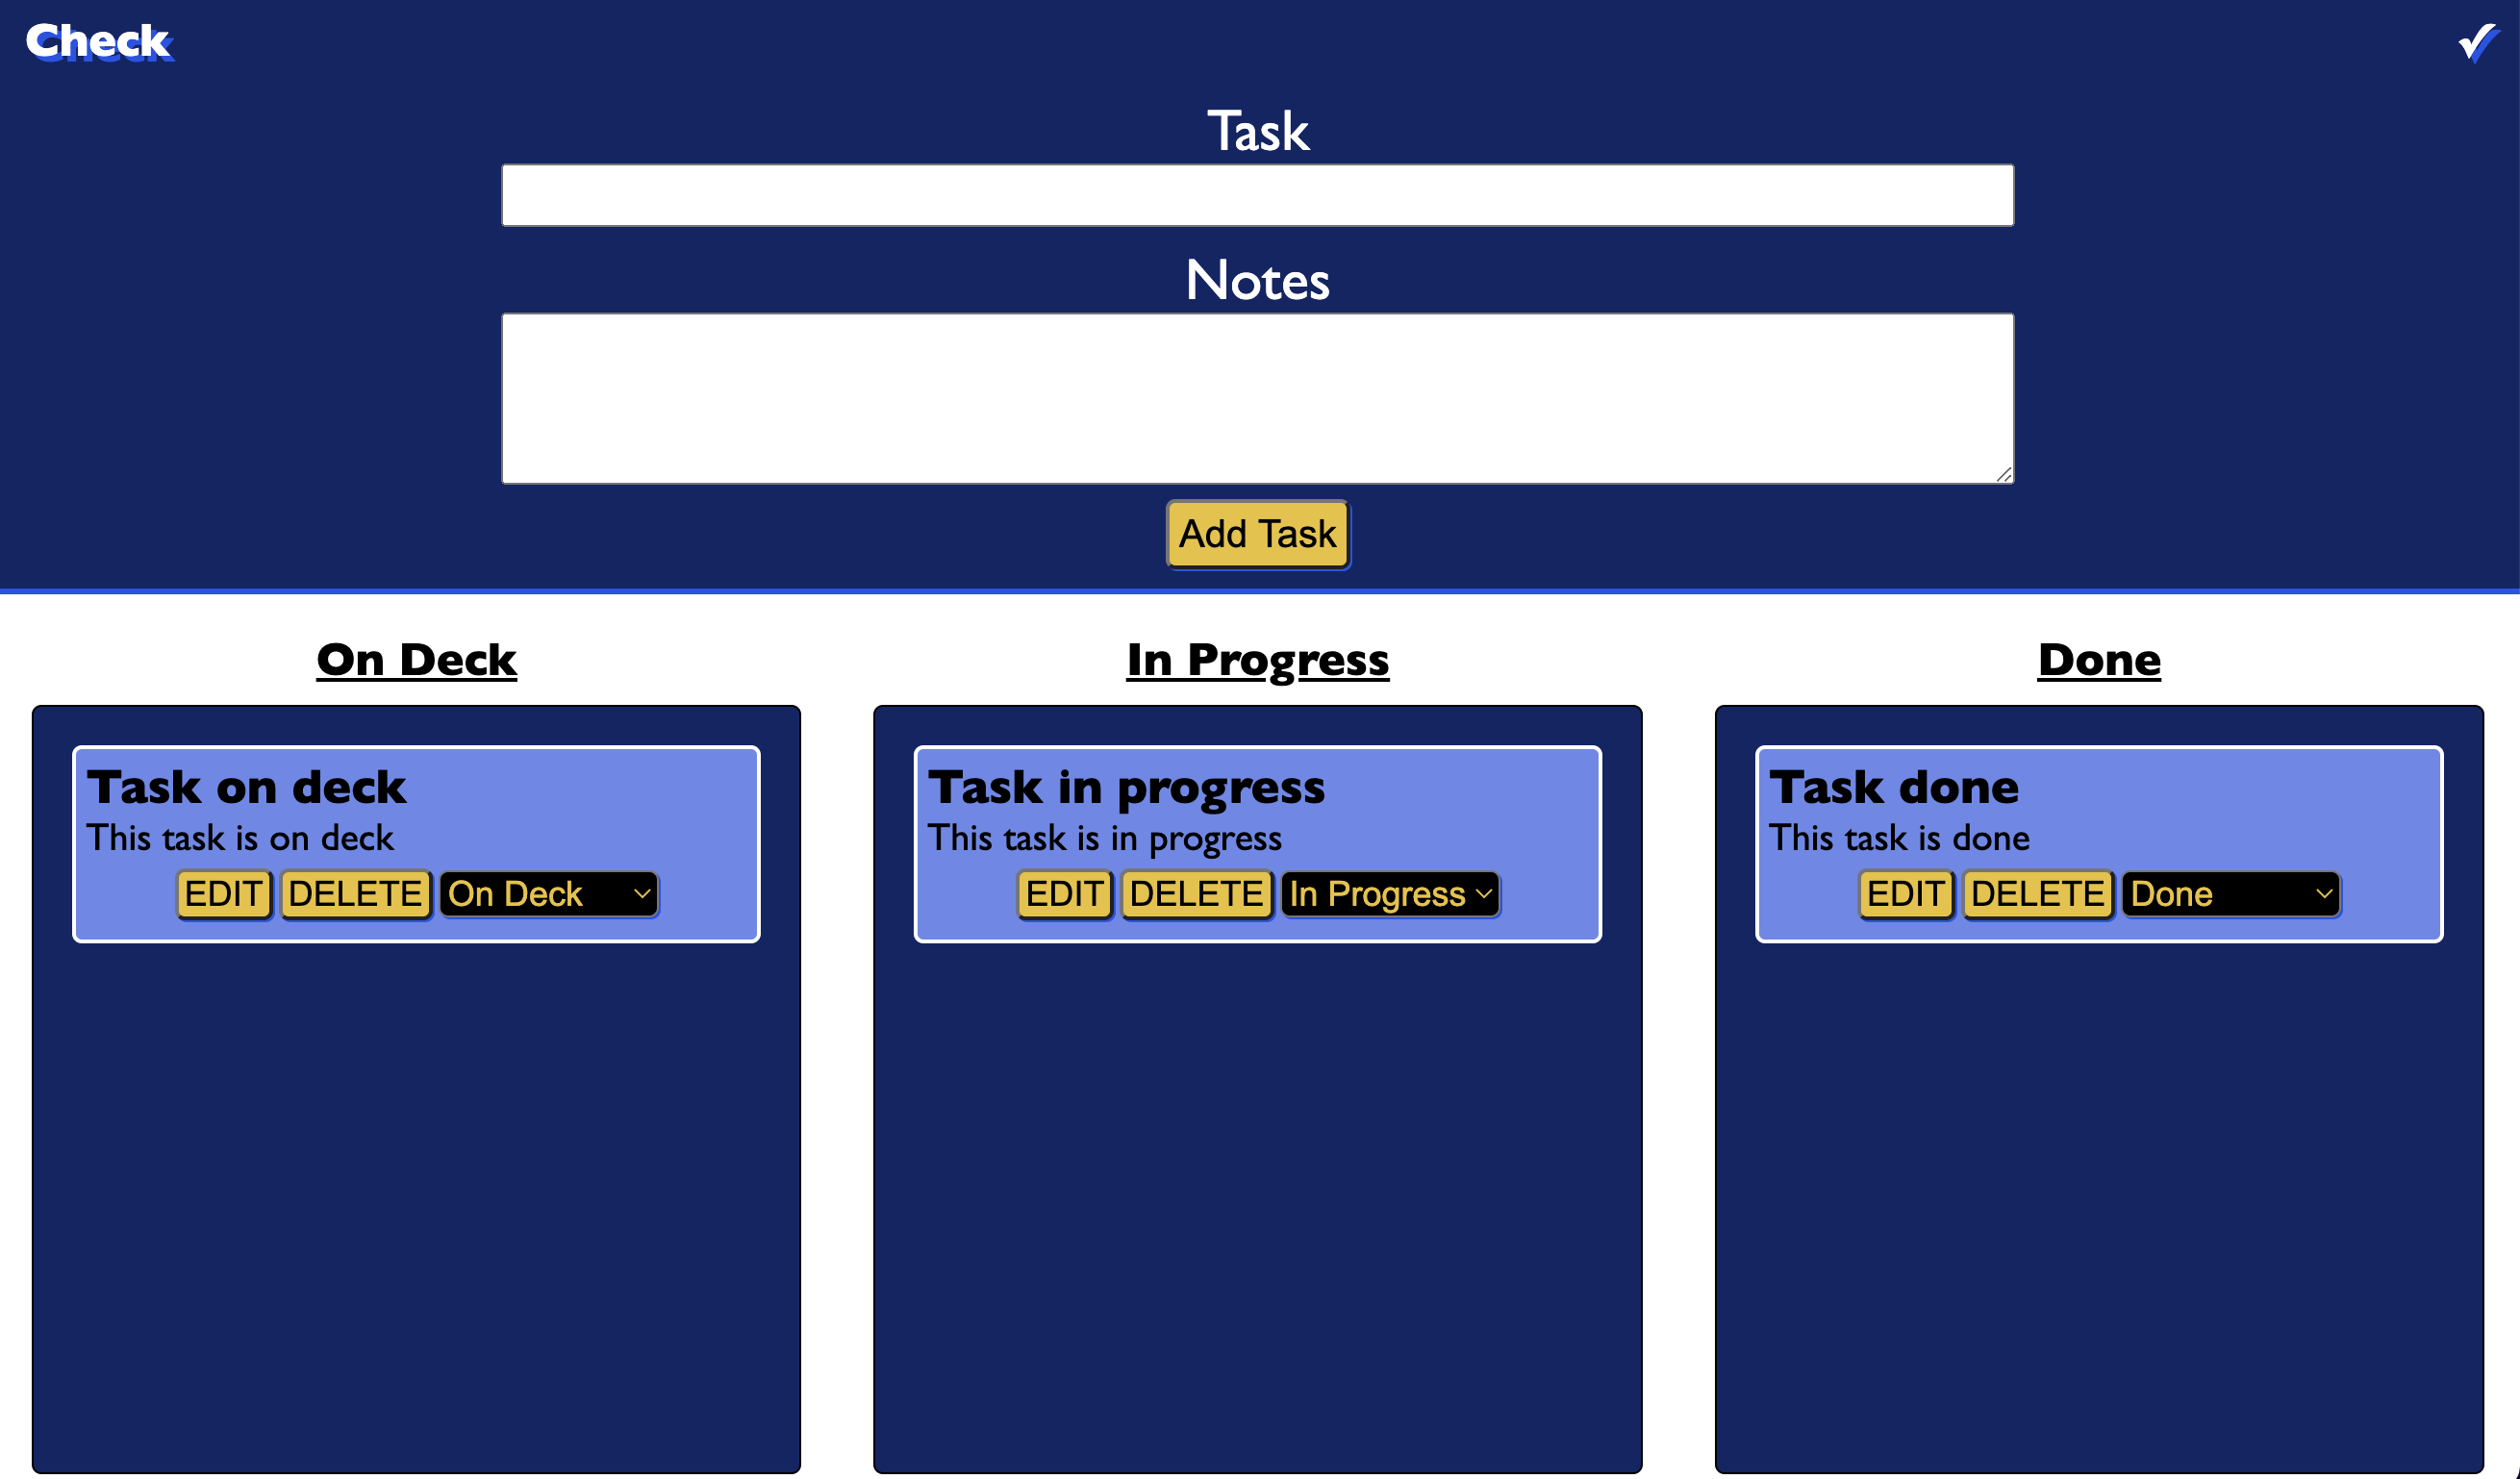 Check
Task
Notes
Add Task
On Deck
Task on deck
This task is on deck
EDIT DELETE On Deck
In Progress
Task in progress
This task is in progress
EDIT DELETE In Progress
Done
Task done
This task is done
EDIT DELETE Done